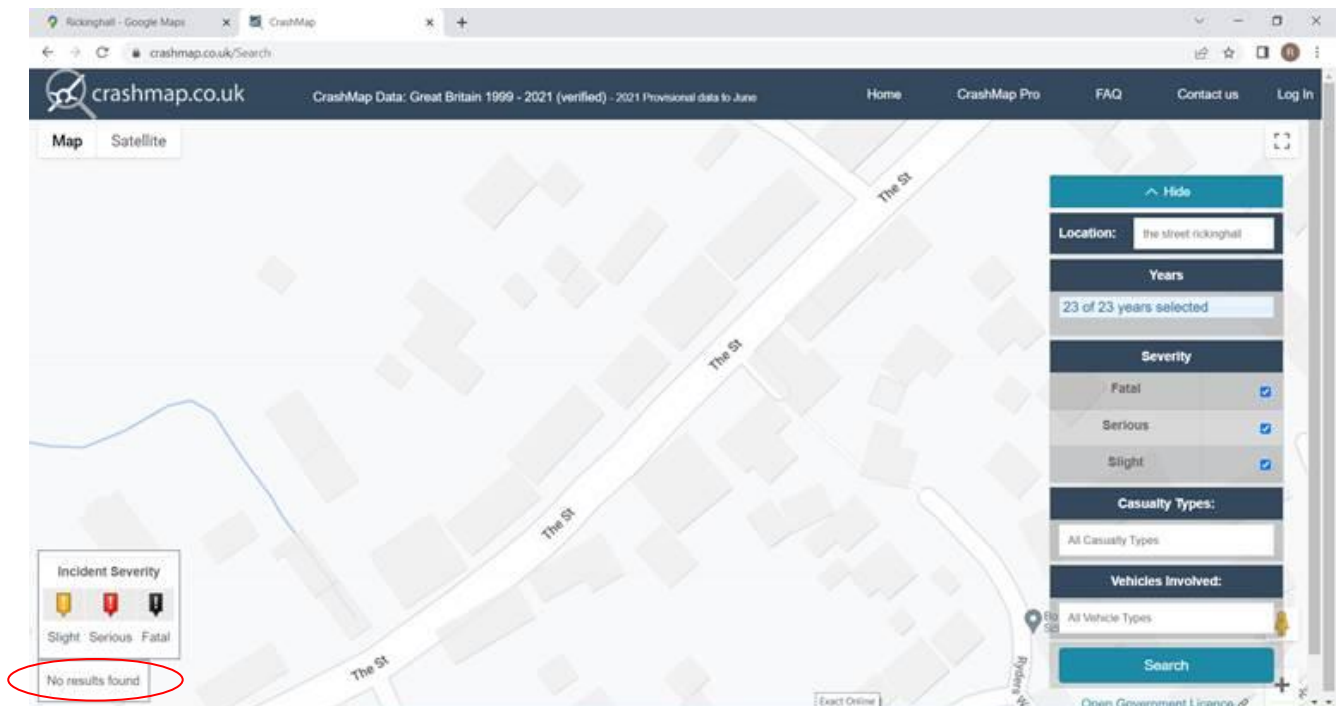 Rickinghall - Google Maps
CrashMap
crashmap.co.uk/Search
R
crashmap.co.uk
CrashMap Data: Great Britain 1999 - 2021 (verified) - 2021 Provisional data to June
Home
CrashMap Pro
FAQ
Contact us
Log In
Map
Satellite
The St
Hide
Location:
the street rickinghall
Years
23 of 23 years selected
The St
Severity
Fatal
Serious
Slight
The St
Casualty Types:
All Casualty Types
Vehicles Involved:
All Vehicle Types
Incident Severity
Slight Serious Fatal
No results found
The St
Ryders
Search
Exact Online
Open Government Licence